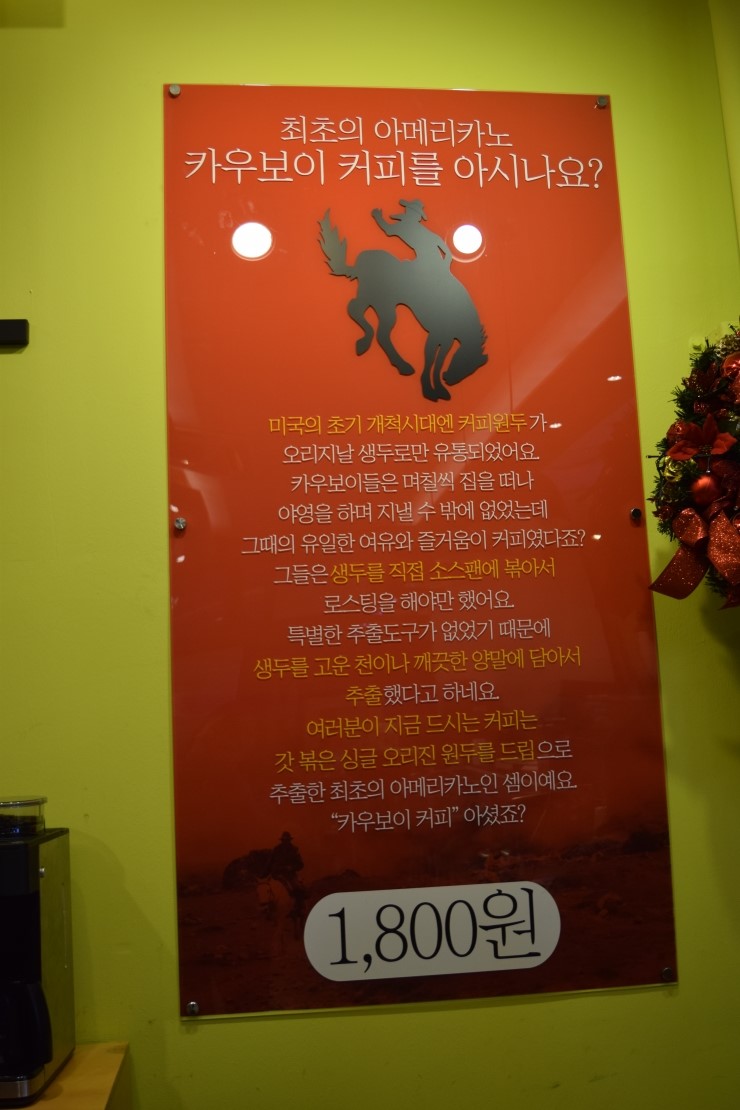 최초의 아메리카노
카우보이 커피를 아시나요?
미국의 초기 개척시대엔 커피원두가
오리지날 생두로만 유통되었어요.
카우보이들은 며칠씩 집을 떠나
야영을 하며 지낼 수 밖에 없었는데
그때의 유일한 여유와 즐거움이 커피였다죠?
그들은 생두를 직접 소스팬에 볶아서
로스팅을 해야만 했어요.
특별한 추출도구가 없었기 때문에
생두를 고운 천이나 깨끗한 양말에 담아서
추출했다고 하네요.
여러분이 지금 드시는 커피는
갓 볶은 싱글 오리진 원두를 드립으로
추출한 최초의 아메리카노인 셈이예요.
“카우보이 커피” 아셨죠?
1,800원